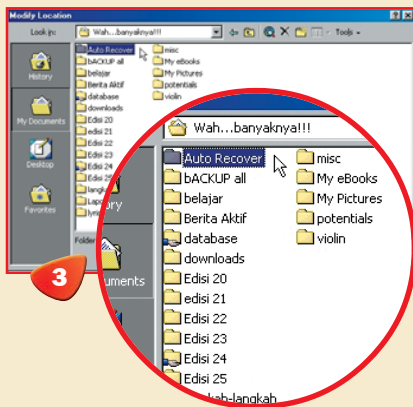 Modify Location
Look in:
Wah...banyaknya!!!
Tools
History
My Documents
Desktop
Favorites
Auto Recover
bACKUP all
belajar
Berita Aktif
database
downloads
Edisi 20
edisi 21
Edisi 22
Edisi 23
Edisi 24
Edisi 25
misc
My eBooks
My Pictures
potentials
violin
Folder
3
Wah...banyaknya!!!
Auto Recover
bACKUP all
belajar
Berita Aktif
database
downloads
Edisi 20
edisi 21
Edisi 22
Edisi 23
Edisi 24
Edisi 25
misc
My eBooks
My Pictures
potentials
violin